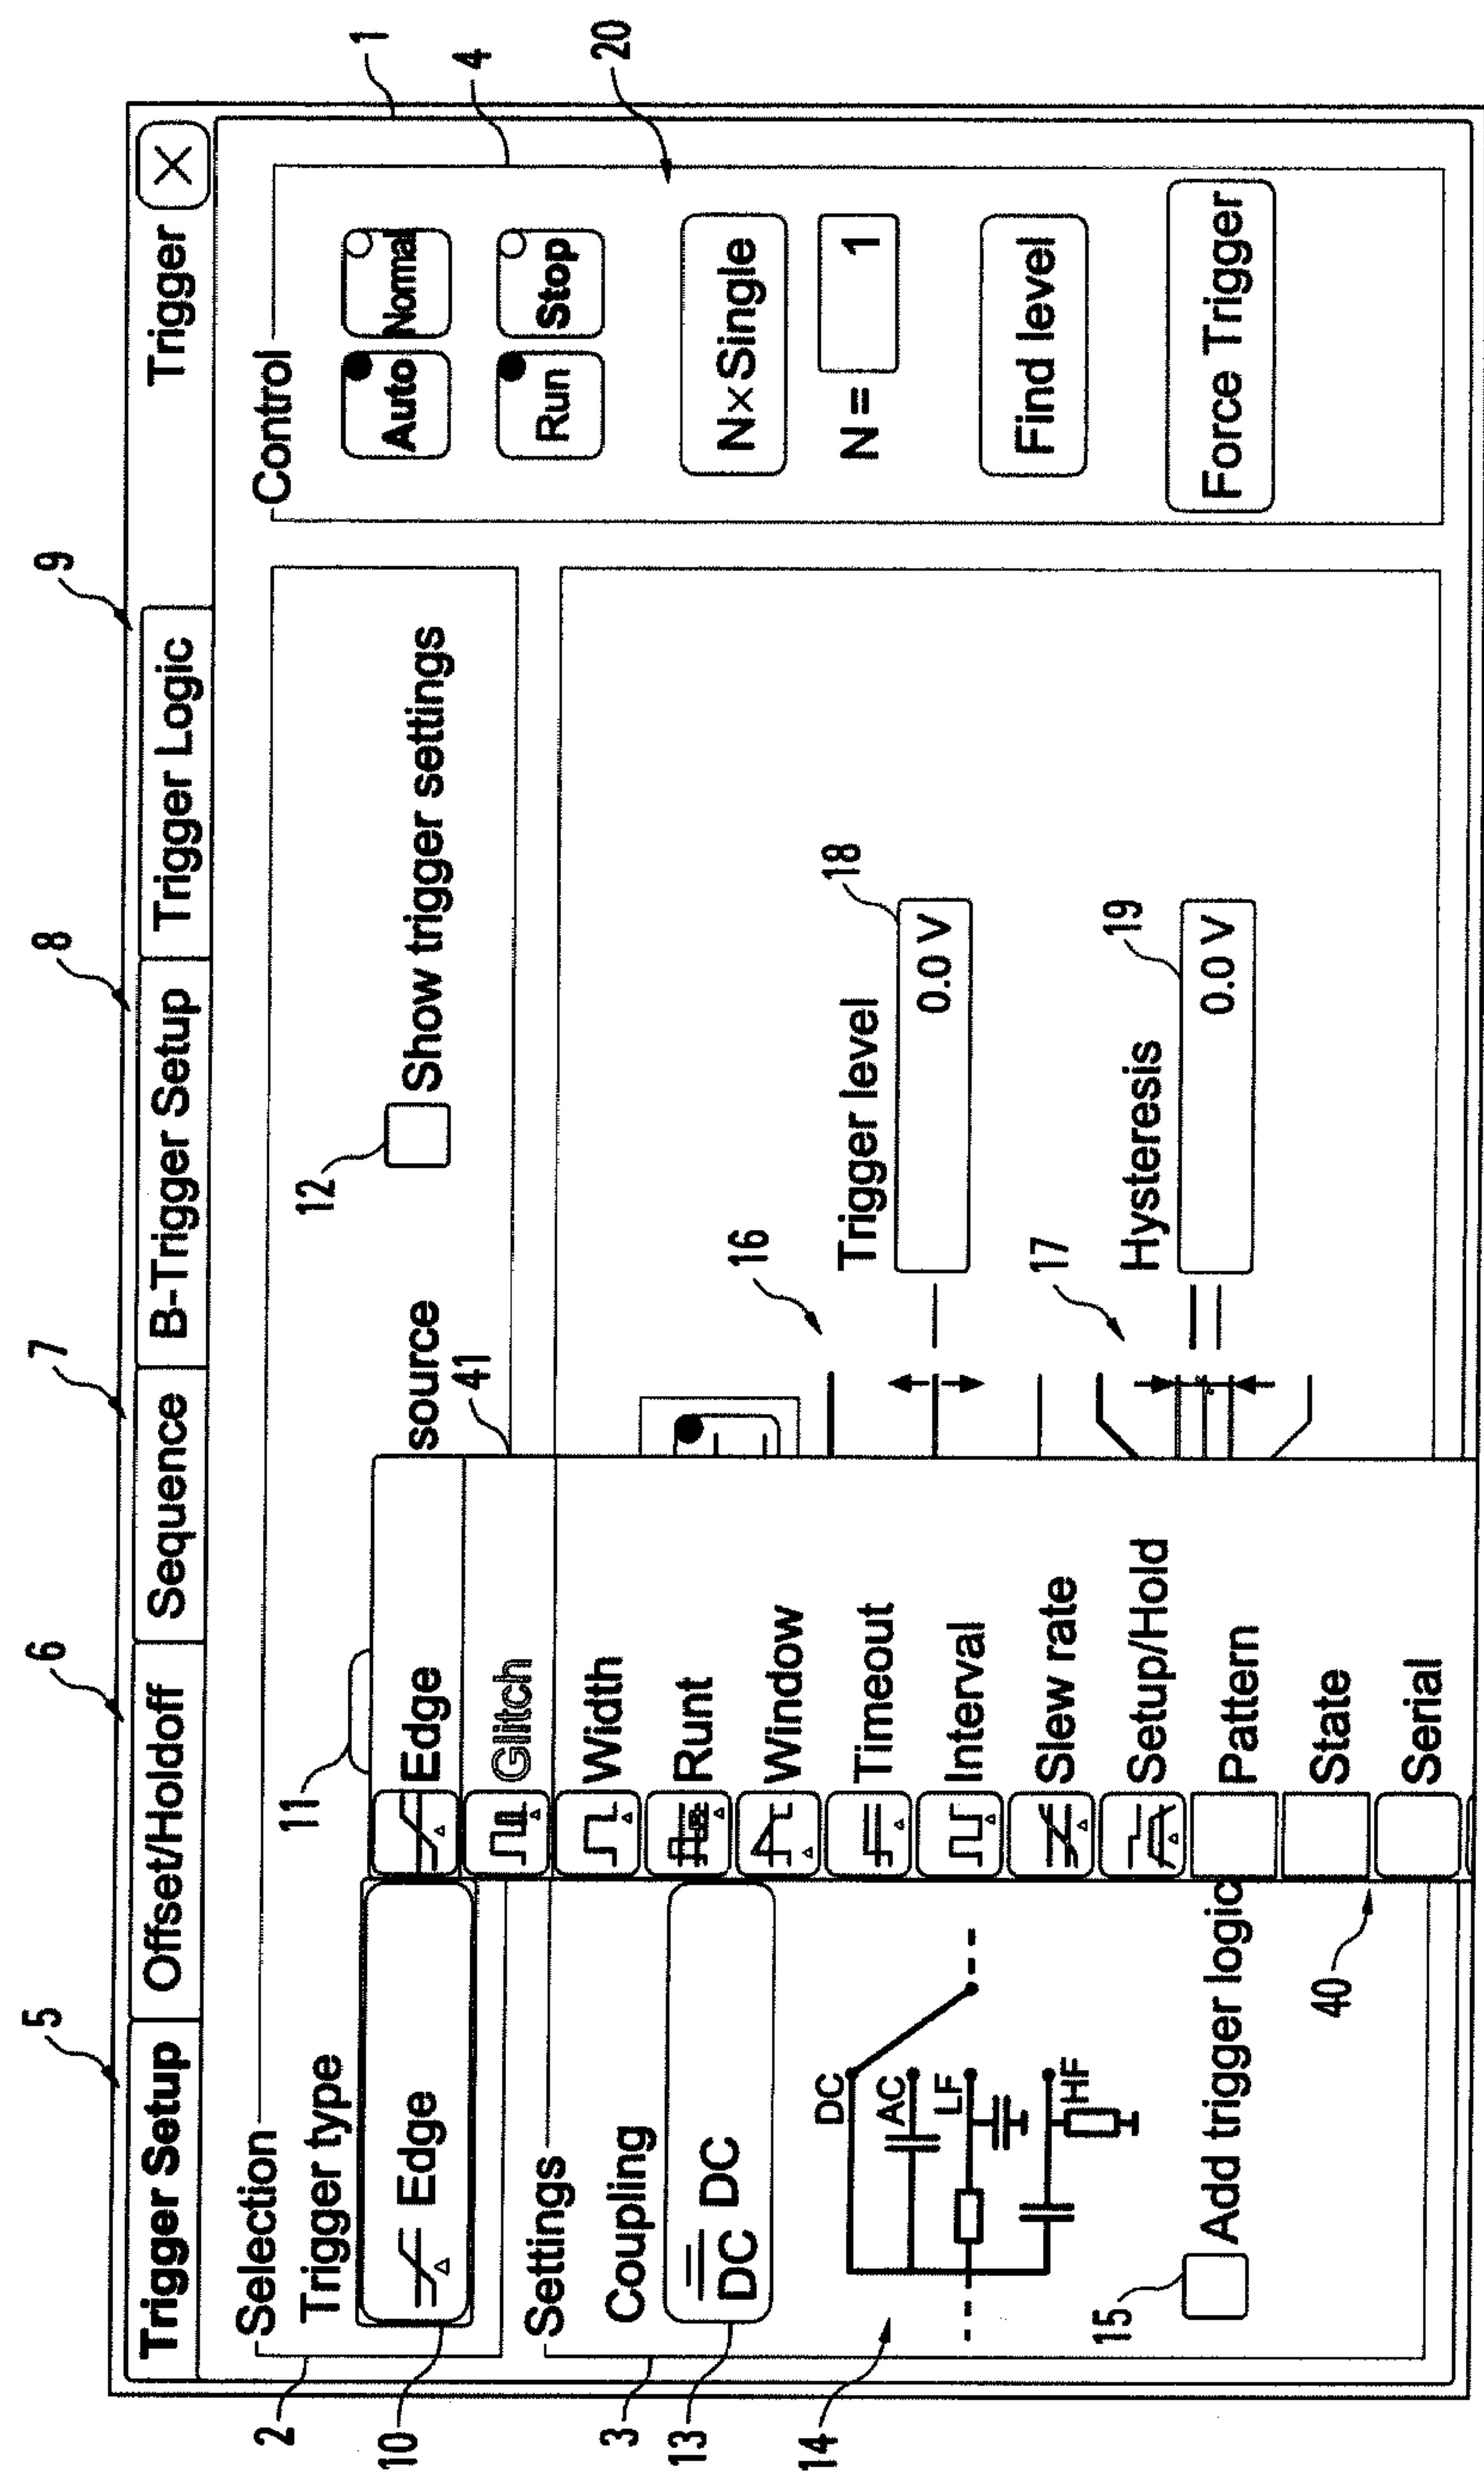 5
6
7
8
9
Trigger Setup
Offset/Holdoff
Sequence
B-Trigger Setup
Trigger Logic
Trigger
1
4
20
2
Selection
Trigger type
10
Edge
11
source
41
12
Show trigger settings
3
Settings
Coupling
13
DC DC
14
DC
AC
LF
HF
15
Add trigger logic
40
Edge
Glitch
Width
Runt
Window
Timeout
Interval
Slew rate
Setup/Hold
Pattern
State
Serial
16
Trigger level
18
0.0 V
17
Hysteresis
19
0.0 V
Control
Auto
Normal
Run
Stop
N×Single
N = 1
Find level
Force Trigger